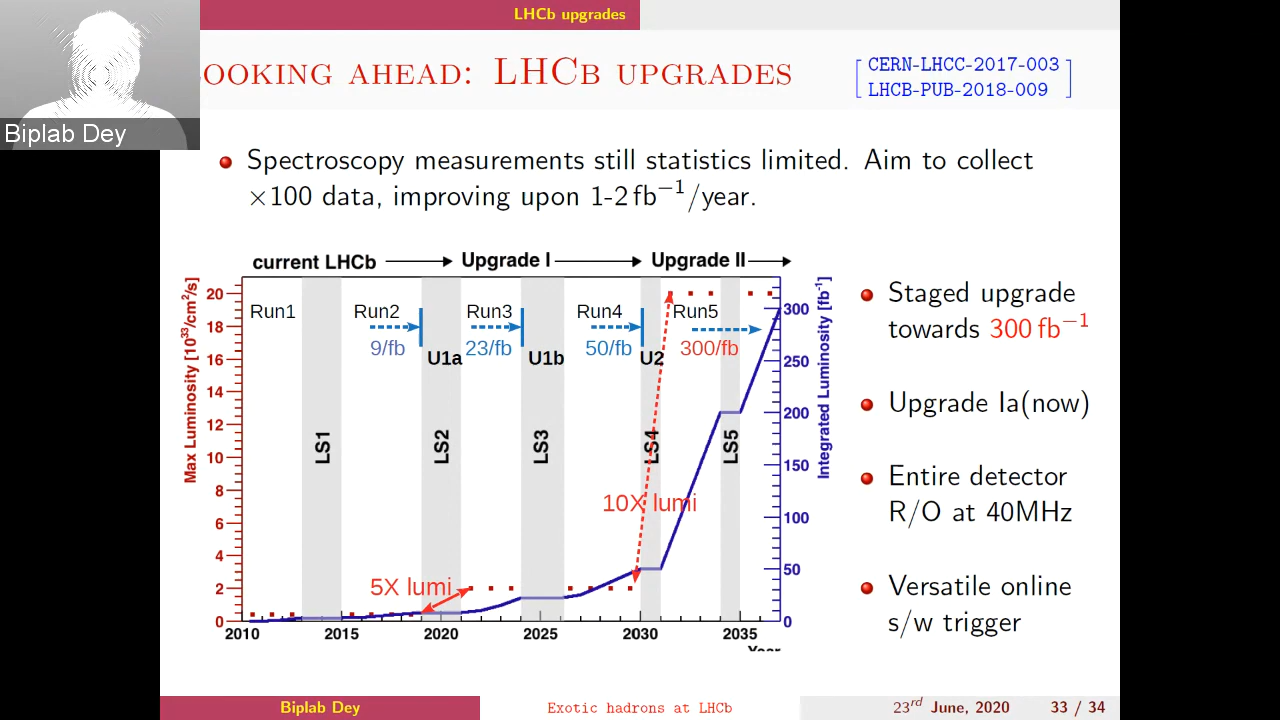 LHCb upgrades
OOKING AHEAD: LHCB UPGRADES
[CERN-LHCC-2017-003
LHCB-PUB-2018-009]
Biplab Dey
Spectroscopy measurements still statistics limited. Aim to collect
×100 data, improving upon 1-2 fb⁻¹/year.
current LHCb Upgrade I Upgrade II
Run1 Run2 Run3 Run4 Run5
9/fb 23/fb 50/fb 300/fb
U1a U1b U2
LS1 LS2 LS3 LS4 LS5
10X lumi
5X lumi
Max Luminosity [10³³/cm²/s]
20
18
16
14
12
10
8
6
4
2
0
Integrated Luminosity [fb⁻¹]
300
250
200
150
100
50
0
2010 2015 2020 2025 2030 2035
Year
Staged upgrade
towards 300 fb⁻¹
Upgrade Ia(now)
Entire detector
R/O at 40MHz
Versatile online
s/w trigger
Biplab Dey Exotic hadrons at LHCb 23rd June, 2020 33 / 34